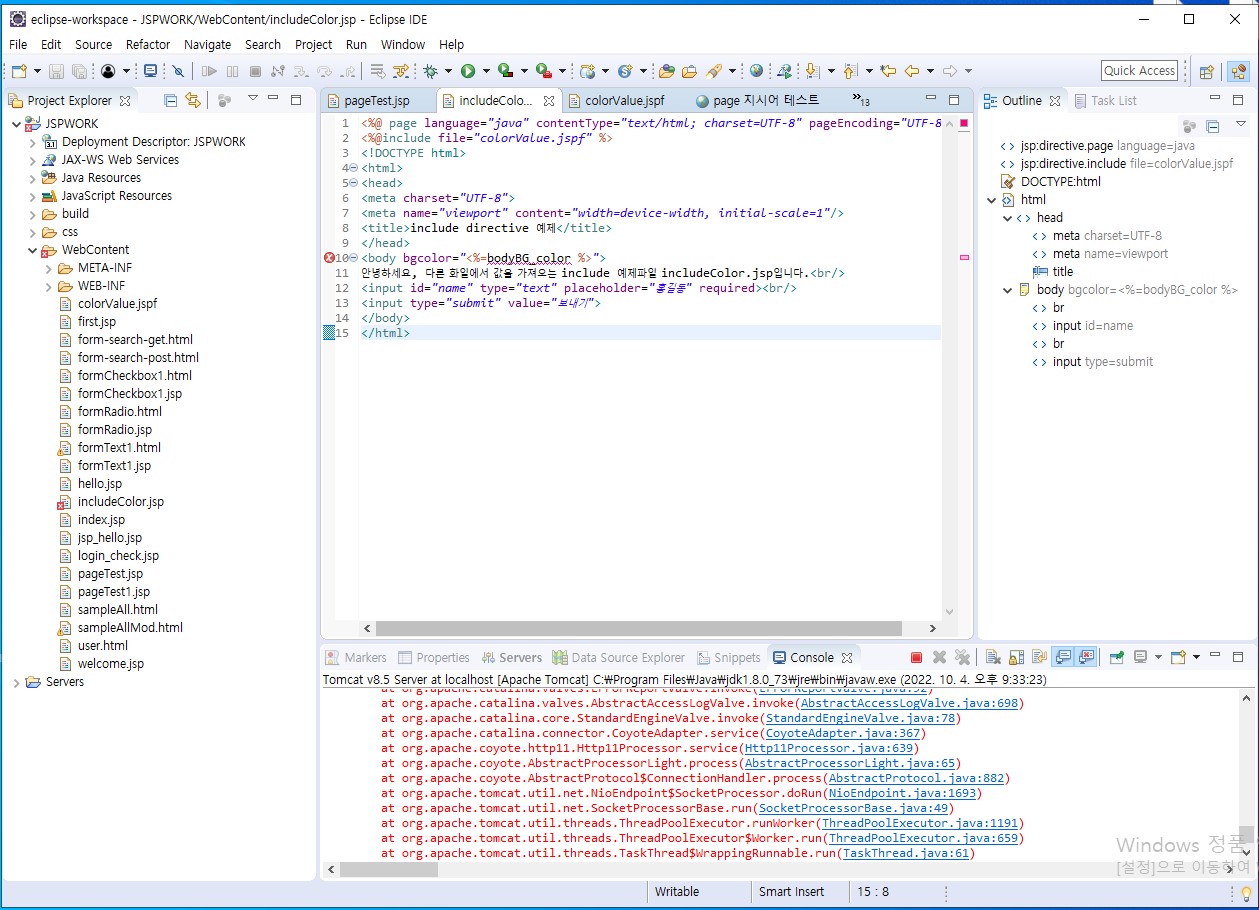 eclipse-workspace - JSPWORK/WebContent/includeColor.jsp - Eclipse IDE
File Edit Source Refactor Navigate Search Project Run Window Help
Quick Access
Project Explorer
JSPWORK
Deployment Descriptor: JSPWORK
JAX-WS Web Services
Java Resources
JavaScript Resources
build
css
WebContent
META-INF
WEB-INF
colorValue.jspf
first.jsp
form-search-get.html
form-search-post.html
formCheckbox1.html
formCheckbox1.jsp
formRadio.html
formRadio.jsp
formText1.html
formText1.jsp
hello.jsp
includeColor.jsp
index.jsp
jsp_hello.jsp
login_check.jsp
pageTest.jsp
pageTest1.jsp
sampleAll.html
sampleAllMod.html
user.html
welcome.jsp
Servers
pageTest.jsp includeColo... colorValue.jspf page 지시어 테스트 »13
1 <%@ page language="java" contentType="text/html; charset=UTF-8" pageEncoding="UTF-8
2 <%@include file="colorValue.jspf" %>
3 <!DOCTYPE html>
4 <html>
5 <head>
6 <meta charset="UTF-8">
7 <meta name="viewport" content="width=device-width, initial-scale=1"/>
8 <title>include directive 예제</title>
9 </head>
10 <body bgcolor="<%=bodyBG_color %>">
11 안녕하세요, 다른 화일에서 값을 가져오는 include 예제파일 includeColor.jsp입니다.<br/>
12 <input id="name" type="text" placeholder="홍길동" required><br/>
13 <input type="submit" value="보내기">
14 </body>
15 </html>
Outline Task List
jsp:directive.page language=java
jsp:directive.include file=colorValue.jspf
DOCTYPE:html
html
head
meta charset=UTF-8
meta name=viewport
title
body bgcolor=<%=bodyBG_color %>
br
input id=name
br
input type=submit
Markers Properties Servers Data Source Explorer Snippets Console
Tomcat v8.5 Server at localhost [Apache Tomcat] C:₩Program Files₩Java₩jdk1.8.0_73₩jre₩bin₩javaw.exe (2022. 10. 4. 오후 9:33:23)
at org.apache.catalina.valves.ErrorReportValve.invoke(ErrorReportValve.java:92)
at org.apache.catalina.valves.AbstractAccessLogValve.invoke(AbstractAccessLogValve.java:698)
at org.apache.catalina.core.StandardEngineValve.invoke(StandardEngineValve.java:78)
at org.apache.catalina.connector.CoyoteAdapter.service(CoyoteAdapter.java:367)
at org.apache.coyote.http11.Http11Processor.service(Http11Processor.java:639)
at org.apache.coyote.AbstractProcessorLight.process(AbstractProcessorLight.java:65)
at org.apache.coyote.AbstractProtocol$ConnectionHandler.process(AbstractProtocol.java:882)
at org.apache.tomcat.util.net.NioEndpoint$SocketProcessor.doRun(NioEndpoint.java:1693)
at org.apache.tomcat.util.net.SocketProcessorBase.run(SocketProcessorBase.java:49)
at org.apache.tomcat.util.threads.ThreadPoolExecutor.runWorker(ThreadPoolExecutor.java:1191)
at org.apache.tomcat.util.threads.ThreadPoolExecutor$Worker.run(ThreadPoolExecutor.java:659)
at org.apache.tomcat.util.threads.TaskThread$WrappingRunnable.run(TaskThread.java:61)
Windows 정품
[설정]으로 이동하여
Writable Smart Insert 15 : 8